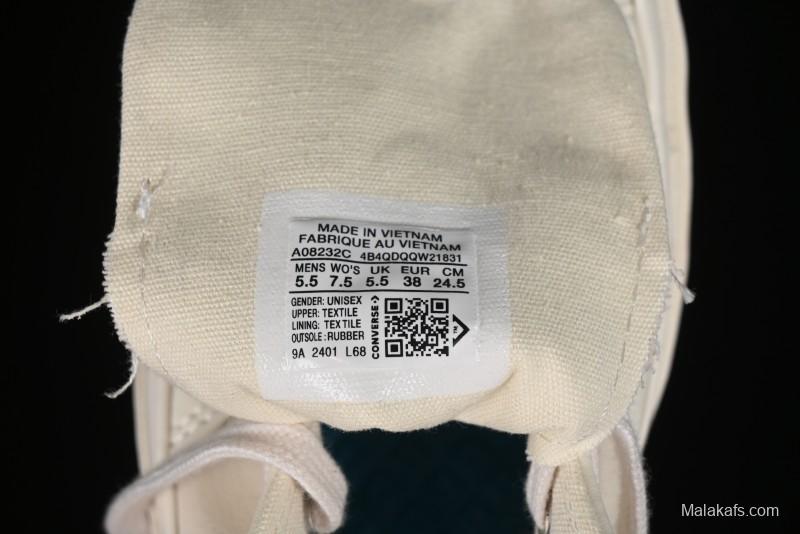 MADE IN VIETNAM
FABRIQUE AU VIETNAM
A08232C 4B4QDQQW21831
MENS WO'S UK EUR CM
5.5 7.5 5.5 38 24.5
GENDER: UNISEX
UPPER: TEXTILE
LINING: TEXTILE
OUTSOLE: RUBBER
9A 2401 L68
CONVERSE
TM
Malakafs.com